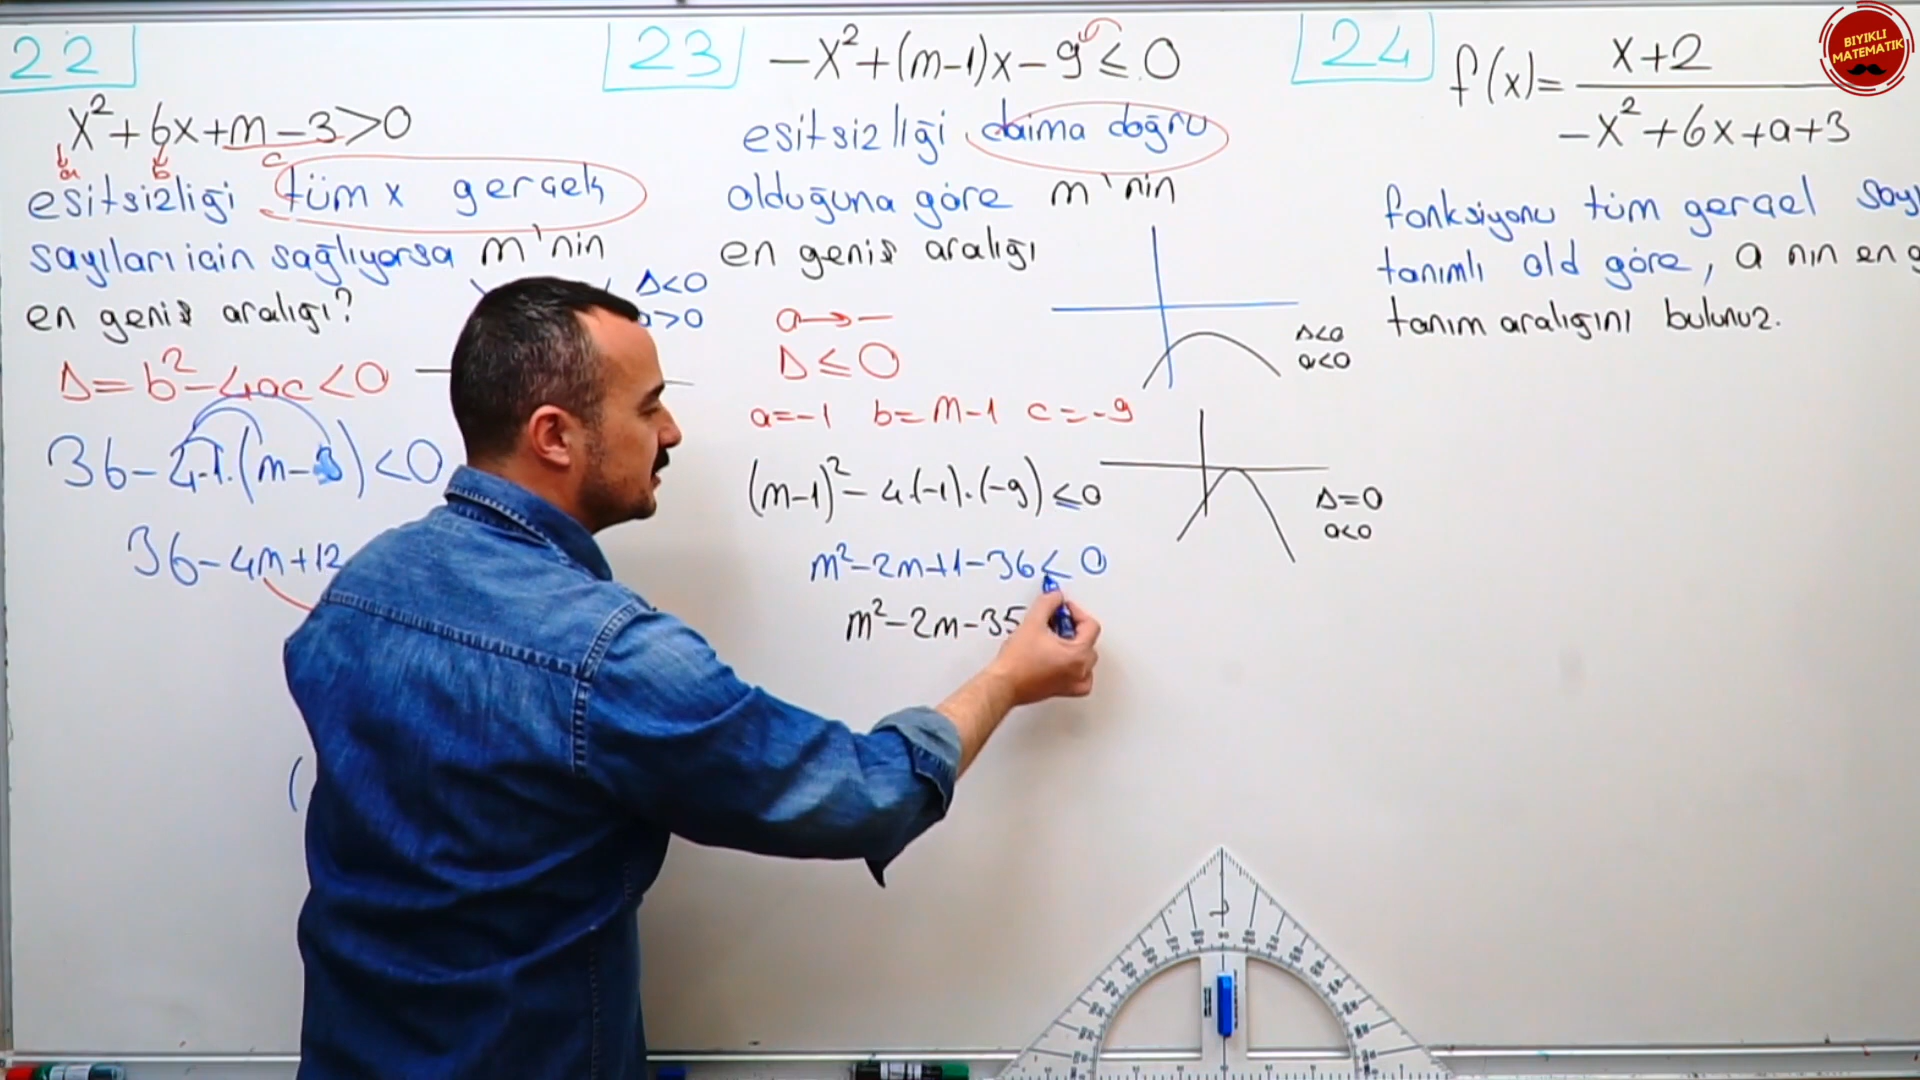 22
x²+6x+m-3>0
a b c
eşitsizliği tüm x gerçek
sayıları için sağlıyorsa m'nin
en geniş aralığı?
Δ<0
a>0
Δ=b²-4ac<0
36-4.1.(m-3)<0
36-4m+12
(
23
-x²+(m-1)x-9≤0
eşitsizliği daima doğru
olduğuna göre m'nin
en geniş aralığı
a→-
Δ≤0
a=-1 b=m-1 c=-9
(m-1)²-4.(-1).(-9)≤0
m²-2m+1-36≤0
m²-2m-35
Δ<0
a<0
Δ=0
a<0
24
f(x)= x+2
-x²+6x+a+3
fonksiyonu tüm gerçel
tanımlı old göre, a nın en
tanım aralığını bulunuz.
BIYIKLI
MATEMATİK